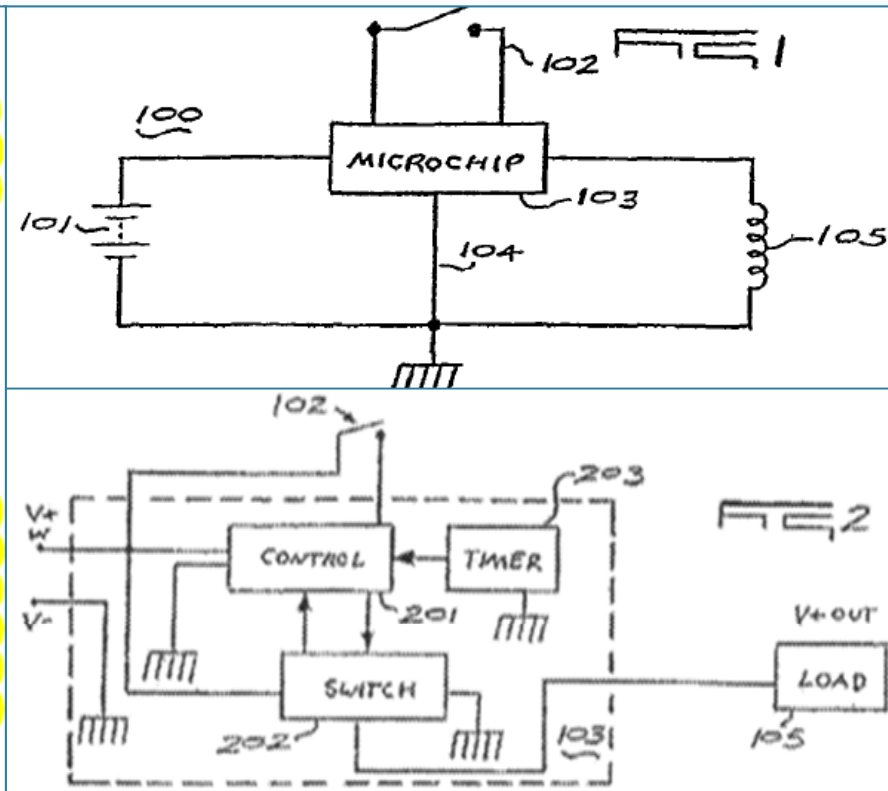 102
FIG 1
100
MICROCHIP
103
101
104
105
102
203
FIG 2
V+
IN
CONTROL
TIMER
201
V-
V+ OUT
SWITCH
LOAD
202
103
105